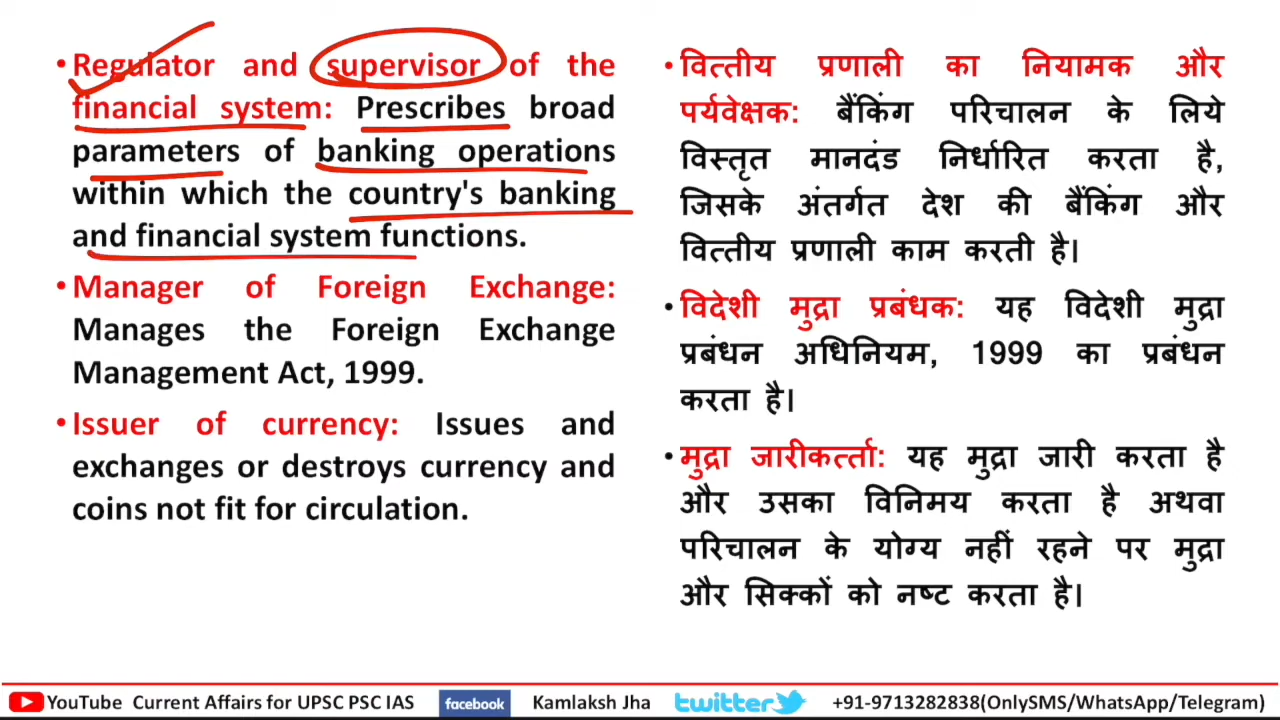 • Regulator and supervisor of the
financial system: Prescribes broad
parameters of banking operations
within which the country's banking
and financial system functions.
• Manager of Foreign Exchange:
Manages the Foreign Exchange
Management Act, 1999.
• Issuer of currency: Issues and
exchanges or destroys currency and
coins not fit for circulation.
• वित्तीय प्रणाली का नियामक और
पर्यवेक्षक: बैंकिंग परिचालन के लिये
विस्तृत मानदंड निर्धारित करता है,
जिसके अंतर्गत देश की बैंकिंग और
वित्तीय प्रणाली काम करती है।
• विदेशी मुद्रा प्रबंधक: यह विदेशी मुद्रा
प्रबंधन अधिनियम, 1999 का प्रबंधन
करता है।
• मुद्रा जारीकर्त्ता: यह मुद्रा जारी करता है
और उसका विनिमय करता है अथवा
परिचालन के योग्य नहीं रहने पर मुद्रा
और सिक्कों को नष्ट करता है।
YouTube Current Affairs for UPSC PSC IAS facebook Kamlaksh Jha twitter +91-9713282838(OnlySMS/WhatsApp/Telegram)